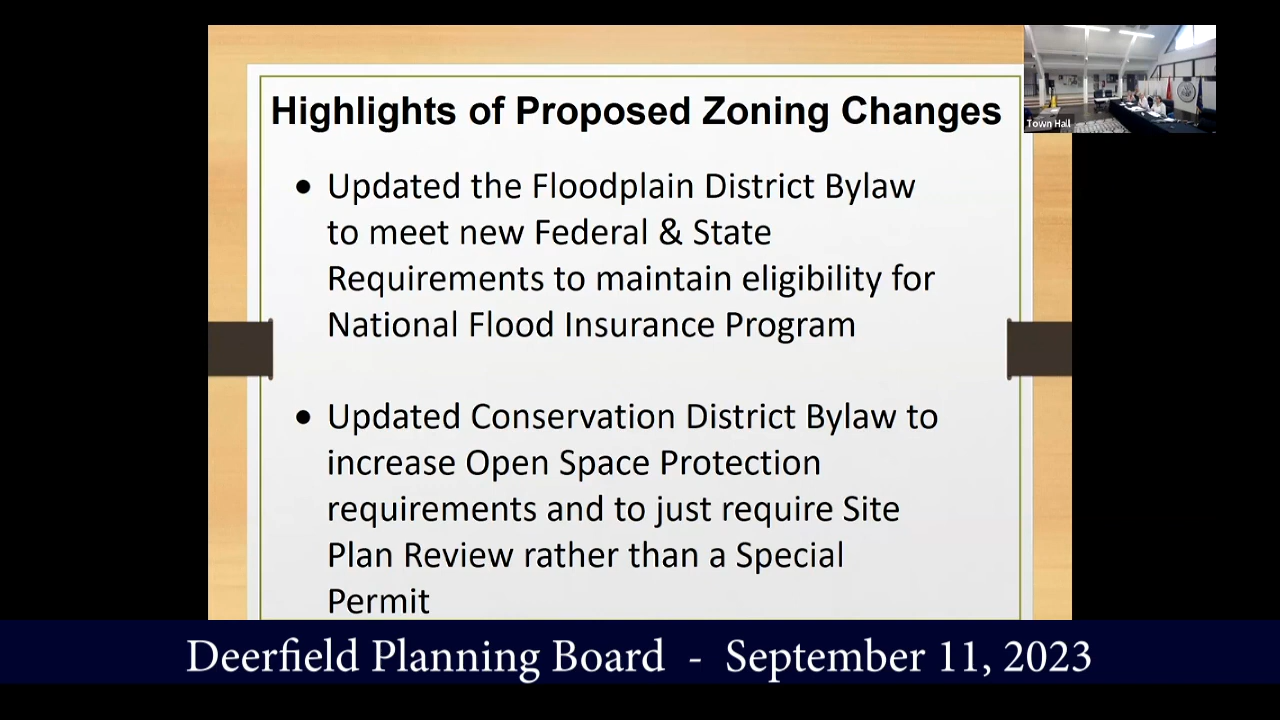 Highlights of Proposed Zoning Changes
Town Hall
• Updated the Floodplain District Bylaw
to meet new Federal & State
Requirements to maintain eligibility for
National Flood Insurance Program
• Updated Conservation District Bylaw to
increase Open Space Protection
requirements and to just require Site
Plan Review rather than a Special
Permit
Deerfield Planning Board - September 11, 2023